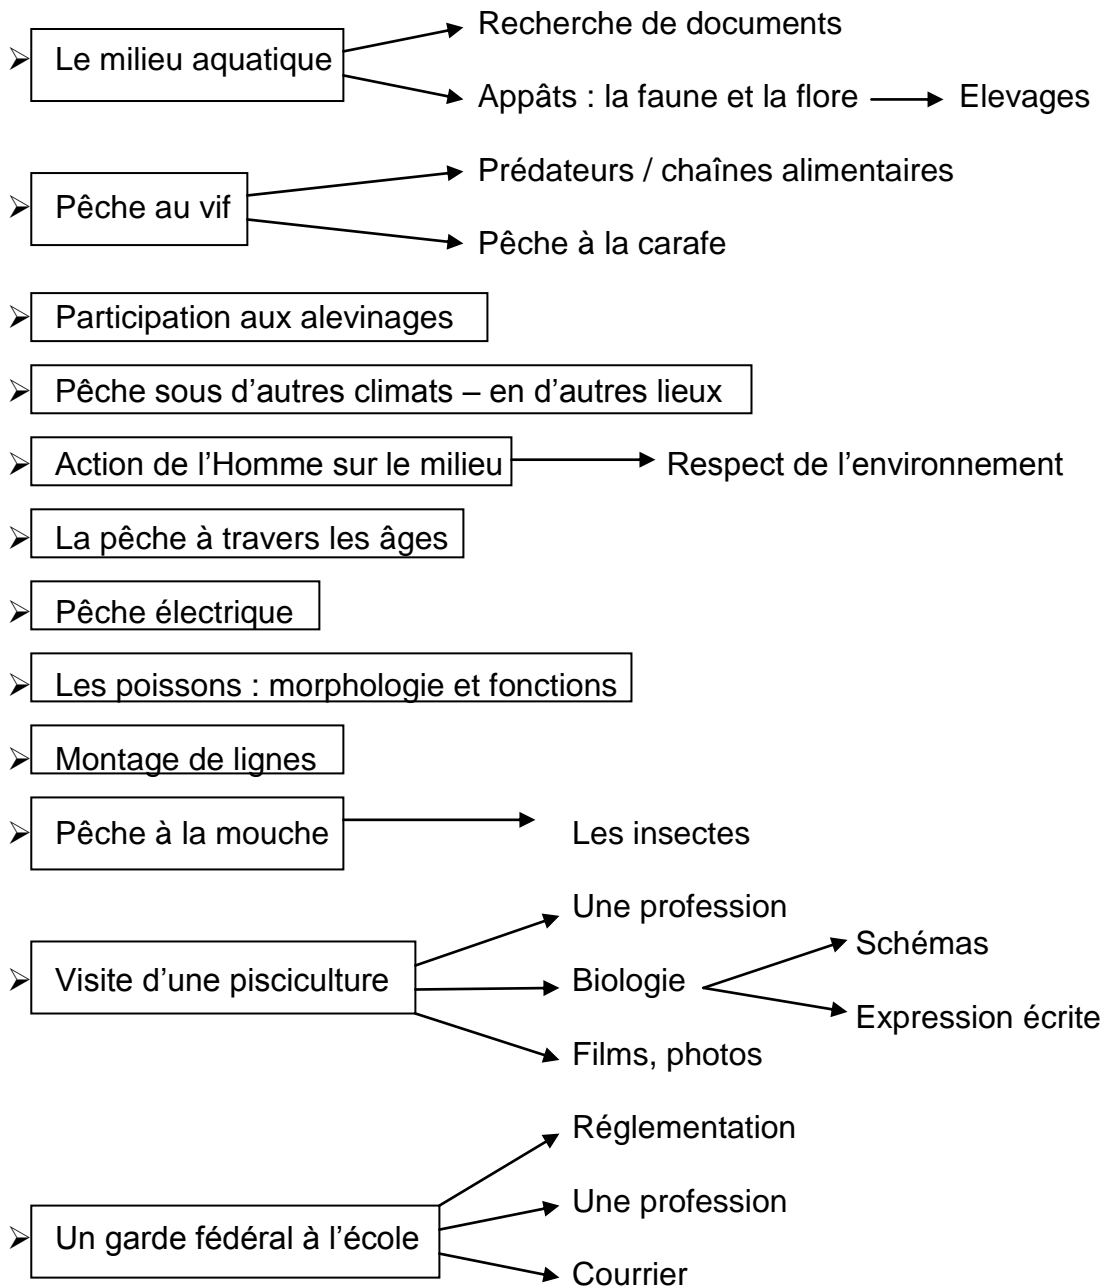 Recherche de documents
Le milieu aquatique
Appâts : la faune et la flore
Elevages
Prédateurs / chaînes alimentaires
Pêche au vif
Pêche à la carafe
Participation aux alevinages
Pêche sous d’autres climats – en d’autres lieux
Action de l’Homme sur le milieu
Respect de l’environnement
La pêche à travers les âges
Pêche électrique
Les poissons : morphologie et fonctions
Montage de lignes
Pêche à la mouche
Les insectes
Une profession
Schémas
Visite d’une pisciculture
Biologie
Expression écrite
Films, photos
Réglementation
Une profession
Un garde fédéral à l’école
Courrier